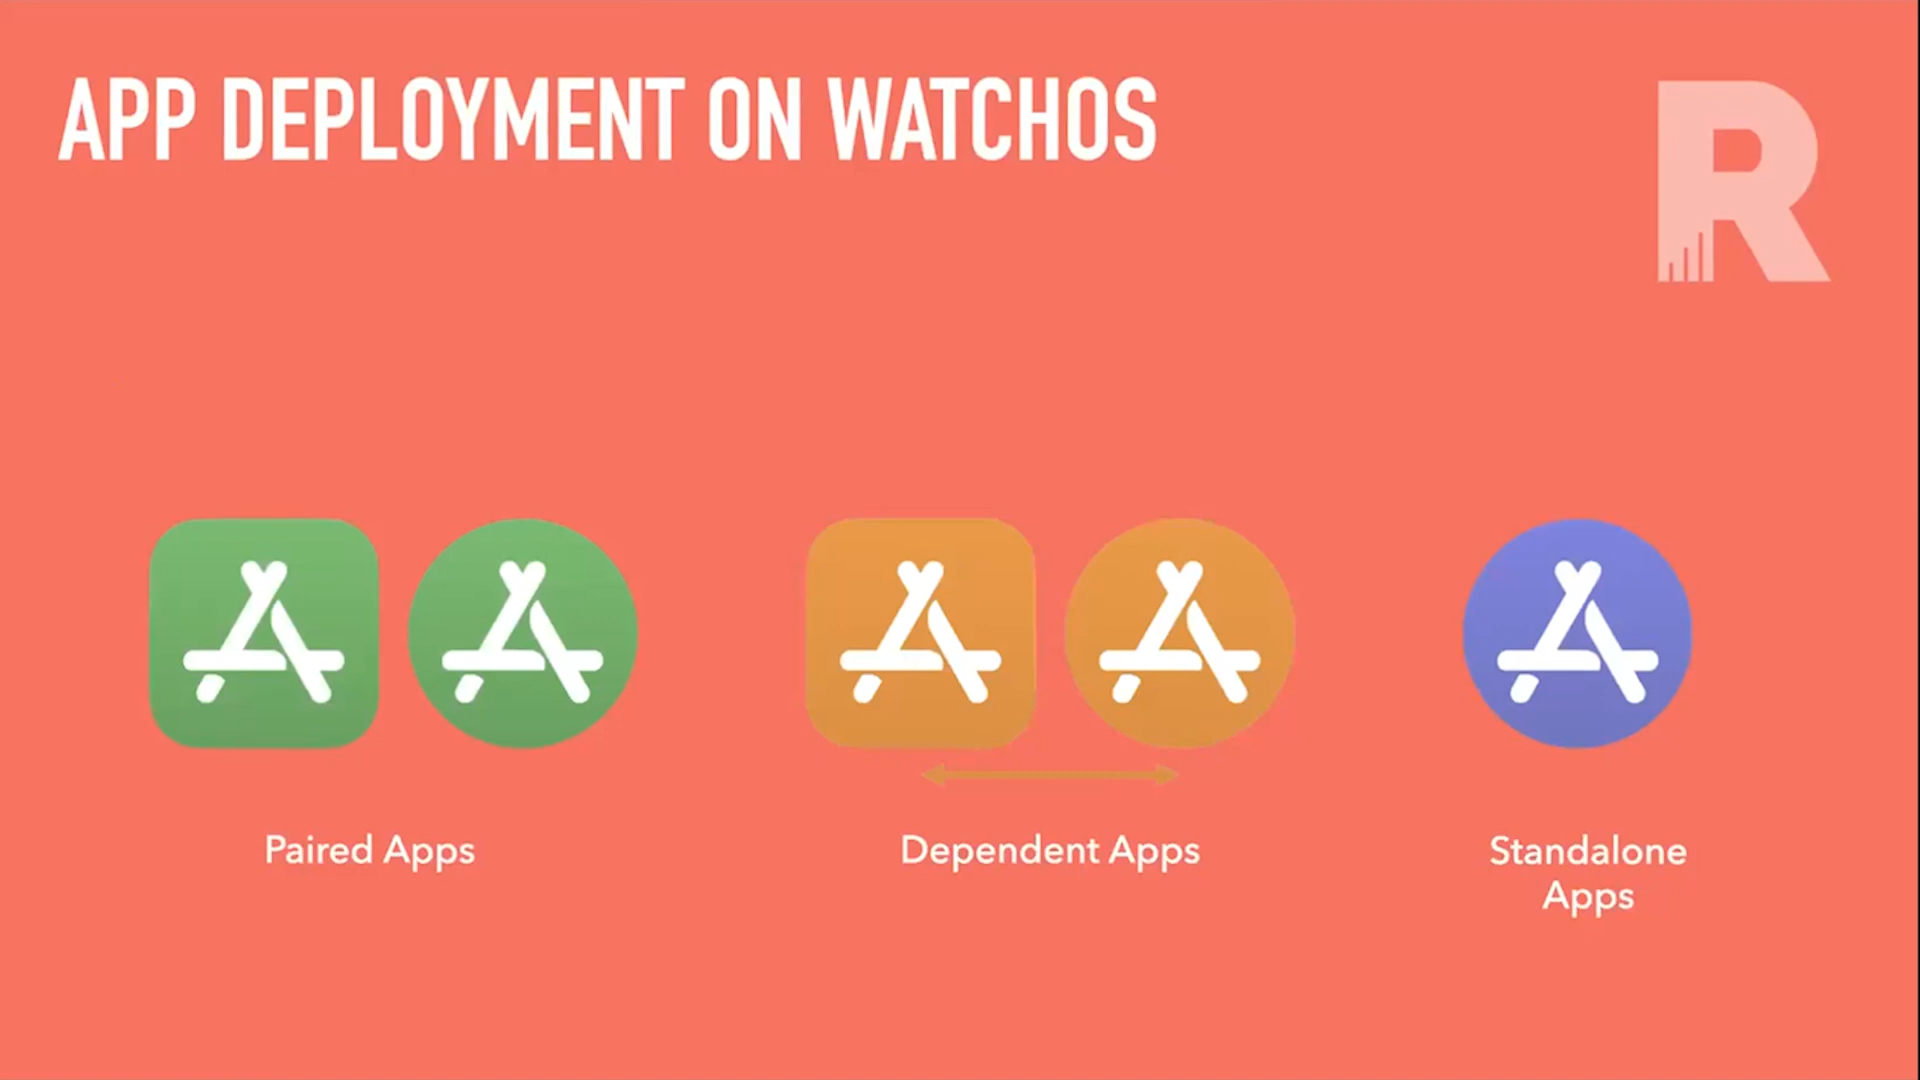 APP DEPLOYMENT ON WATCHOS
R
Paired Apps
Dependent Apps
Standalone
Apps